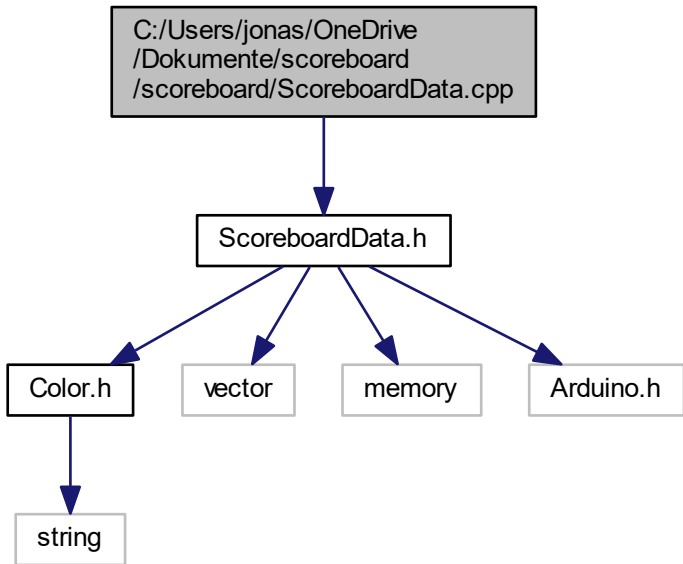 C:/Users/jonas/OneDrive
/Dokumente/scoreboard
/scoreboard/ScoreboardData.cpp
ScoreboardData.h
Color.h
vector
memory
Arduino.h
string